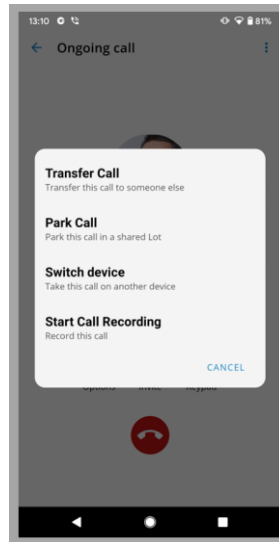 13:10
81%
Ongoing call
Transfer Call
Transfer this call to someone else
Park Call
Park this call in a shared Lot
Switch device
Take this call on another device
Start Call Recording
Record this call
CANCEL
Options Invite Keypad